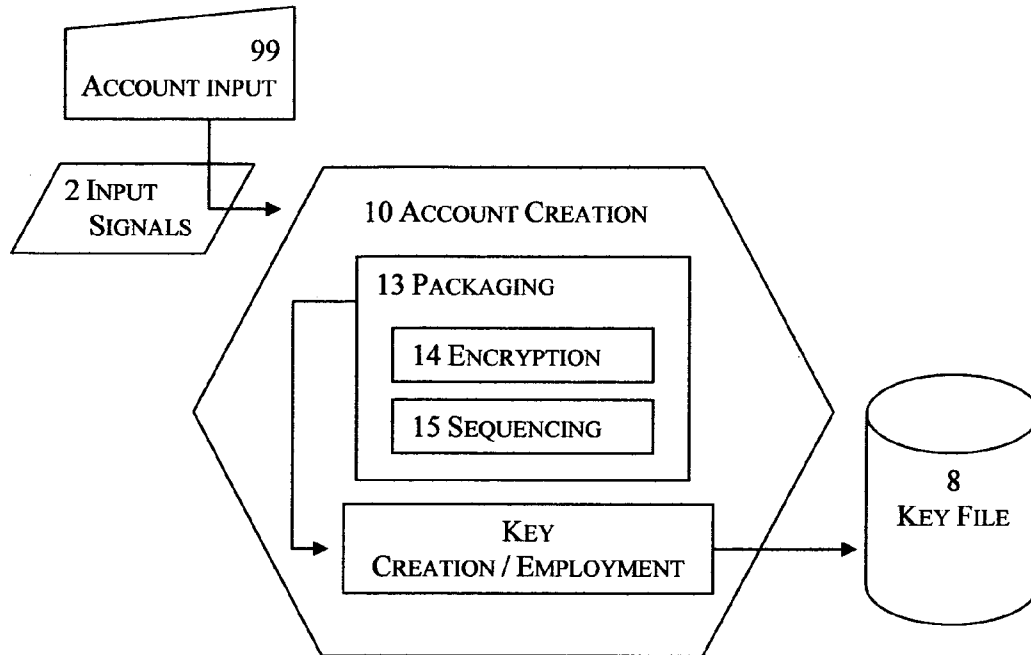 99
ACCOUNT INPUT
2 INPUT
SIGNALS
10 ACCOUNT CREATION
13 PACKAGING
14 ENCRYPTION
15 SEQUENCING
KEY
CREATION / EMPLOYMENT
8
KEY FILE